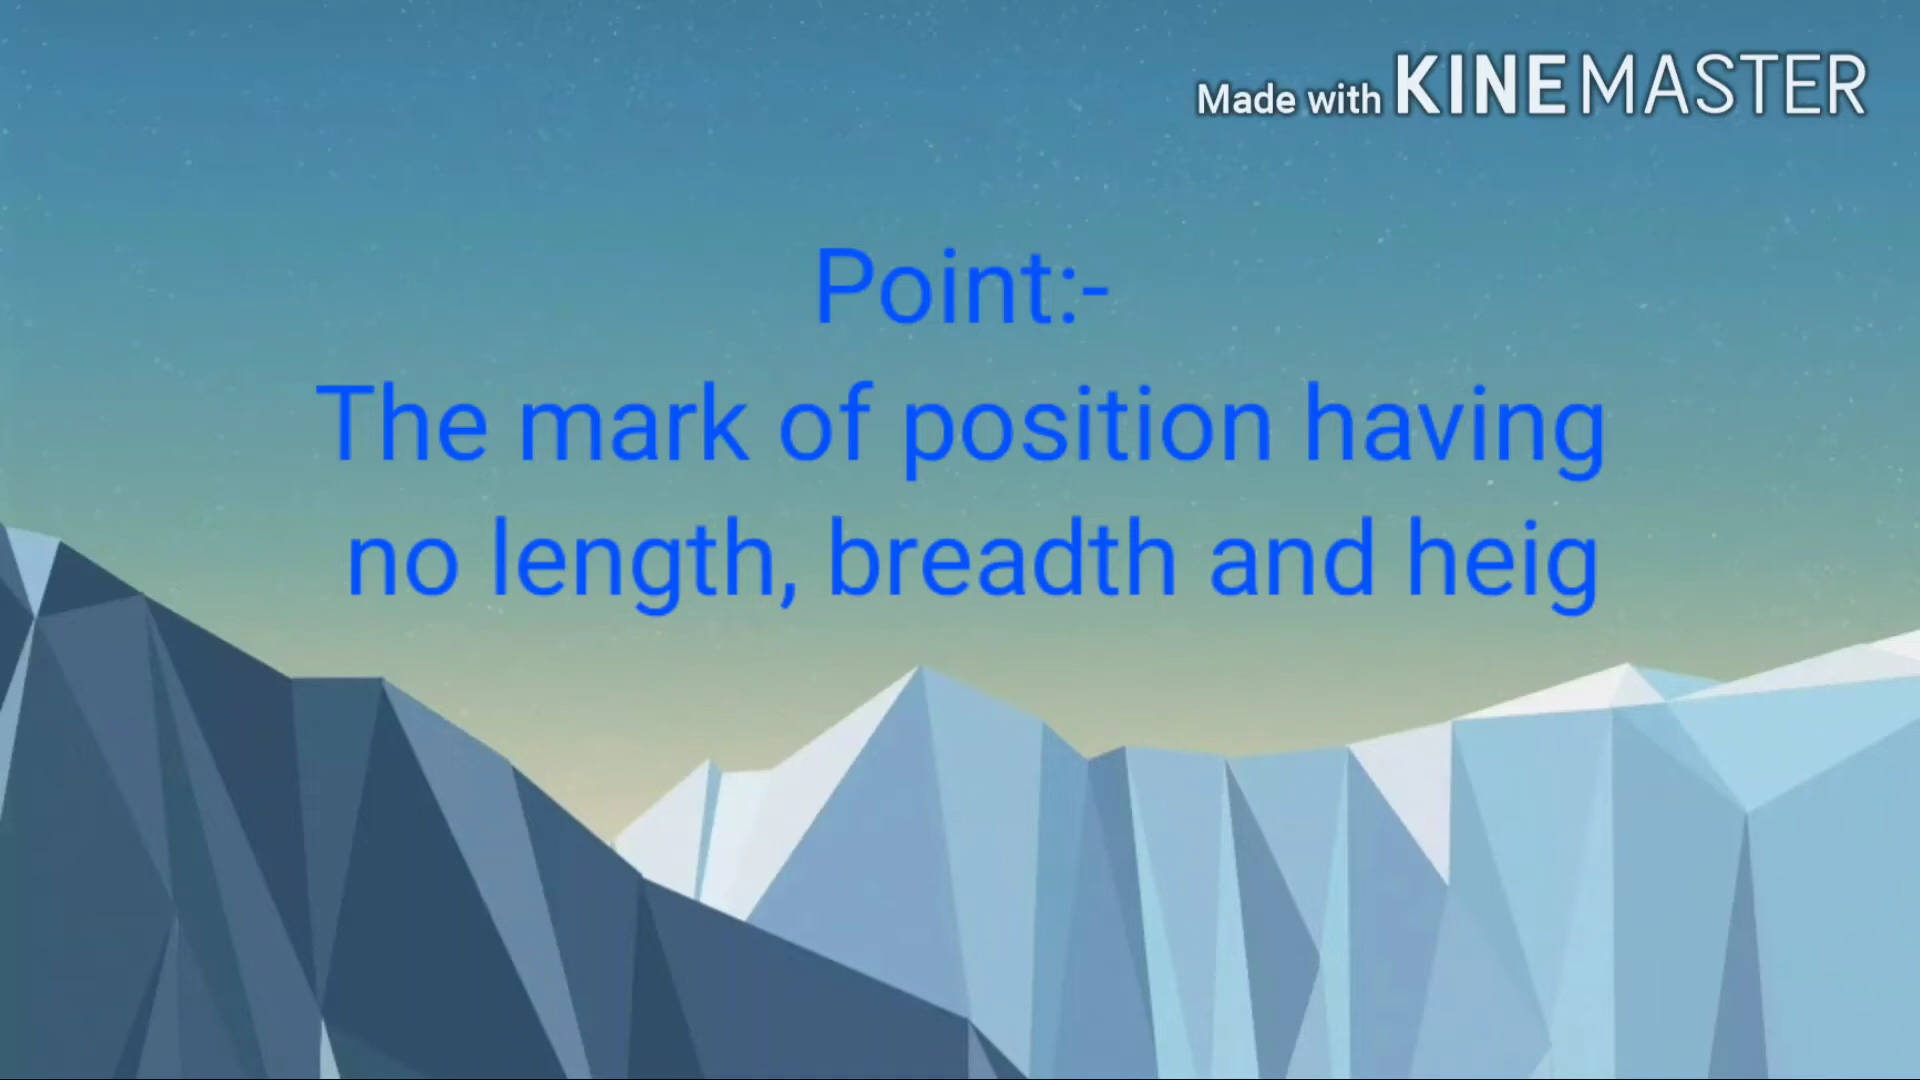 Made with KINEMASTER
Point:-
The mark of position having
no length, breadth and heig